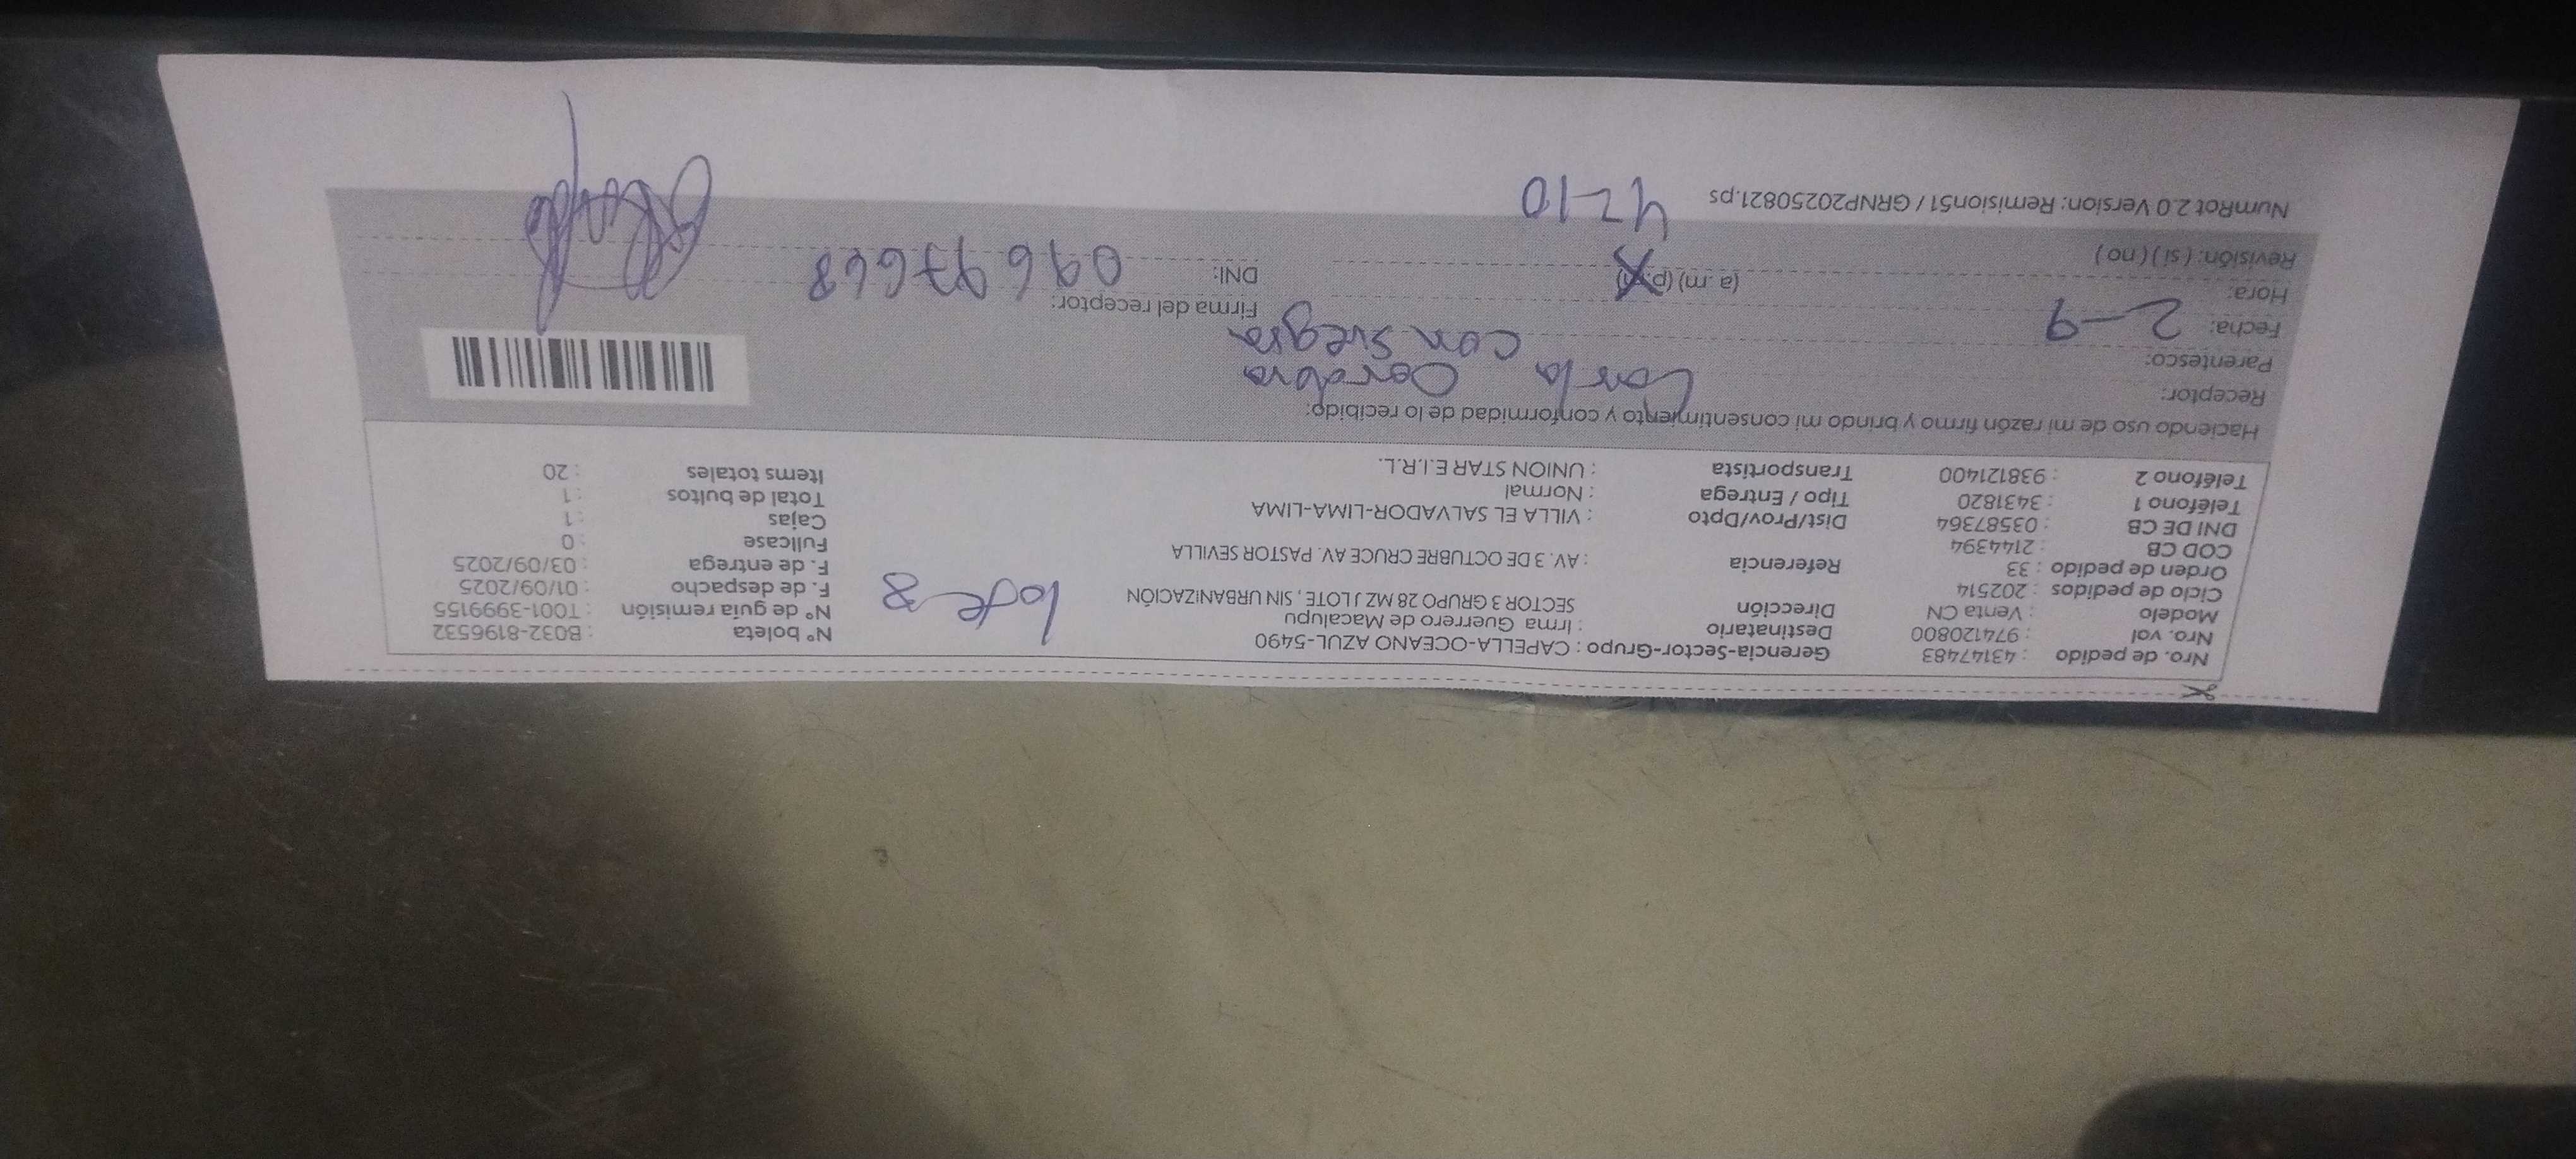 Nro. de pedido : 43147483
Nro. val : 974120800
Modelo : Venta CN
Ciclo de pedidos : 202514
Orden de pedido : 33
COD CB : 2144394
DNI DE CB : 03587364
Teléfono 1 : 3431820
Teléfono 2 : 938121400
Gerencia-Sector-Grupo : CAPELLA-OCEANO AZUL-5490
Destinatario : Irma Guerrero de Macalupu
Dirección SECTOR 3 GRUPO 28 MZ J LOTE , SIN URBANIZACIÓN
Referencia : AV. 3 DE OCTUBRE CRUCE AV. PASTOR SEVILLA
Dist/Prov/Dpto : VILLA EL SALVADOR-LIMA-LIMA
Tipo / Entrega : Normal
Transportista : UNION STAR E.I.R.L.
lote 8
N° boleta : B032-8196532
N° de guía remisión : T001-3999155
F. de despacho : 01/09/2025
F. de entrega : 03/09/2025
Fullcase : 0
Cajas : 1
Total de bultos : 1
Items totales : 20
Haciendo uso de mi razón firmo y brindo mi consentimiento y conformidad de lo recibido:
Receptor: Carla Cordova
Parentesco: con suegra
Fecha: 2-9
Hora: (a. m) (p.
Revisión: ( si ) ( no )
4210
Firma del receptor:
DNI: 09697668
NumRot 2.0 Version: Remision51 / GRNP20250821.ps